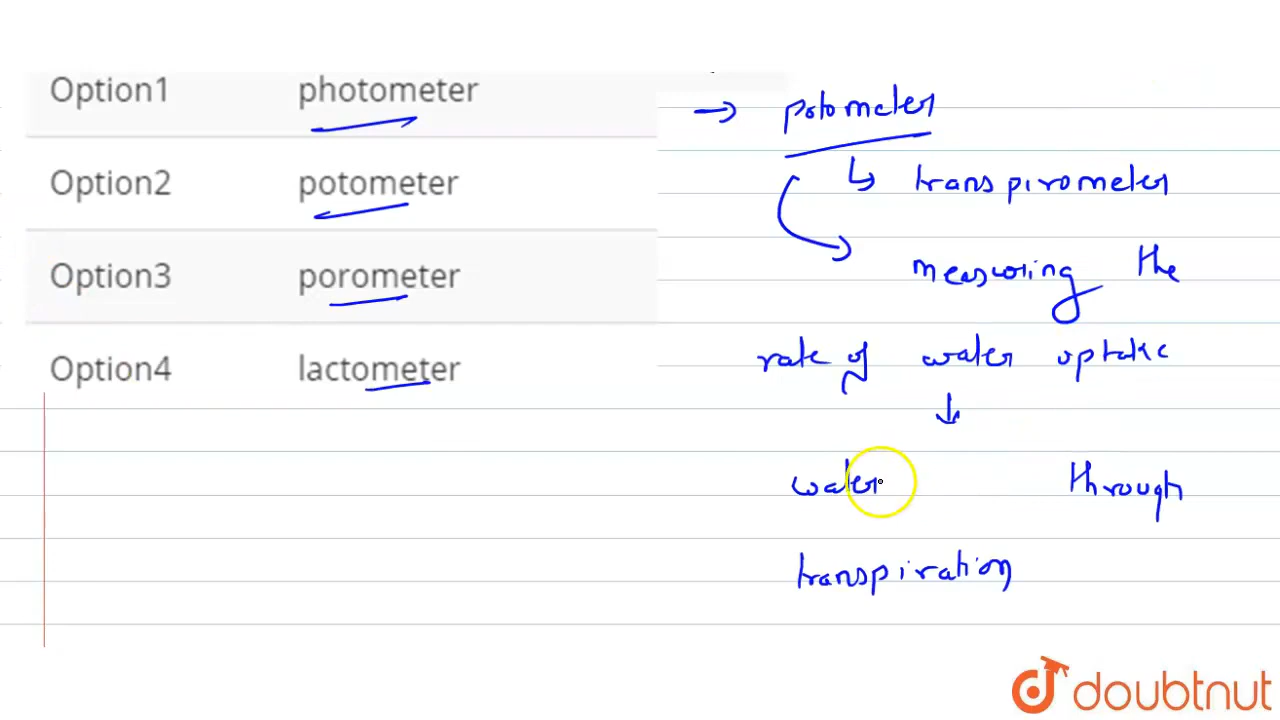 Option1 photometer
Option2 potometer
Option3 porometer
Option4 lactometer
→ potometer
↳ transpirometer
measuring the
rate of water uptake
↓
water through
transpiration
doubtnut